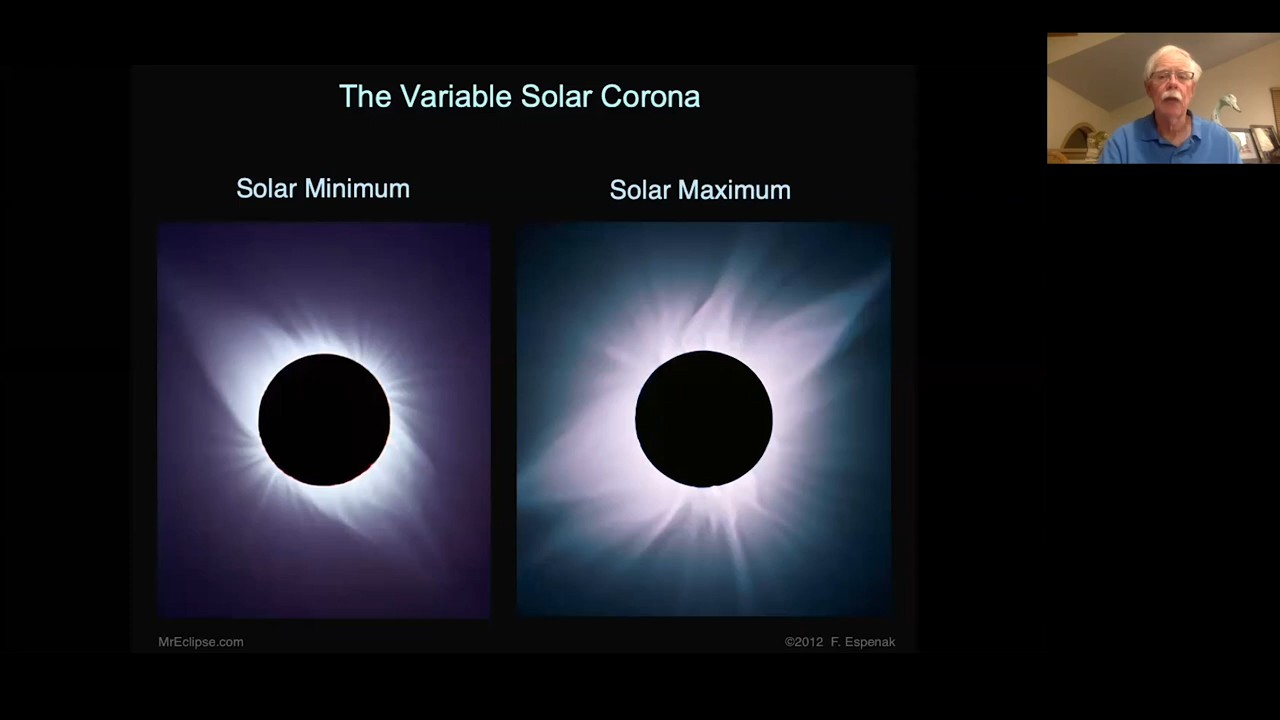 The Variable Solar Corona
Solar Minimum
Solar Maximum
MrEclipse.com
©2012 F. Espenak